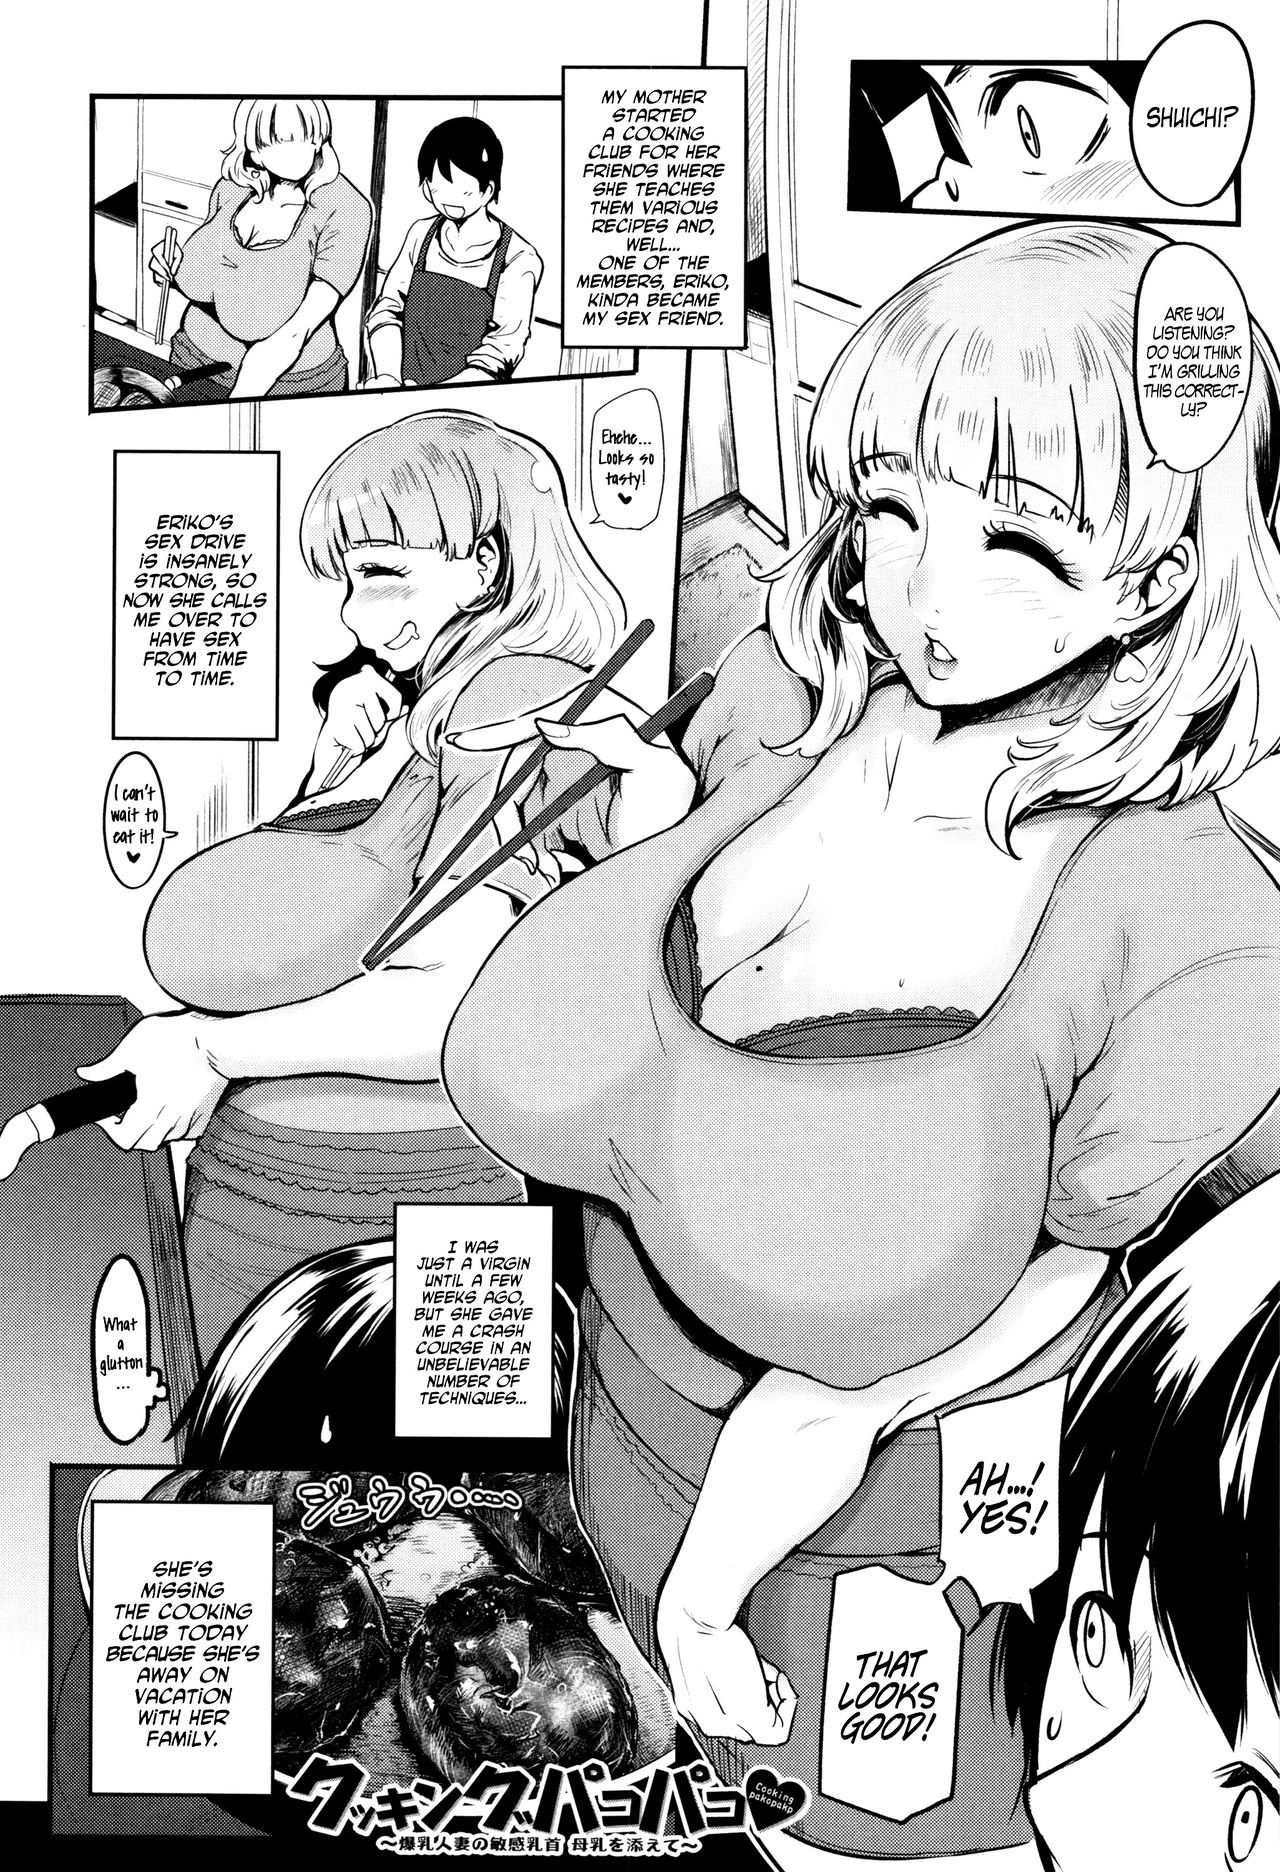 SHUICHI?
ARE YOU
LISTENING?
DO YOU THINK
I'M GRILLING
THIS CORRECT-
LY?
MY MOTHER
STARTED
A COOKING
CLUB FOR HER
FRIENDS WHERE
SHE TEACHES
THEM VARIOUS
RECIPES AND,
WELL...
ONE OF THE
MEMBERS, ERIKO,
KINDA BECAME
MY SEX FRIEND.
Ehehe...
Looks so
tasty!
♥
ERIKO'S
SEX DRIVE
IS INSANELY
STRONG, SO
NOW SHE CALLS
ME OVER TO
HAVE SEX
FROM TIME
TO TIME.
I can't
wait to
eat it!
♥
I WAS
JUST A VIRGIN
UNTIL A FEW
WEEKS AGO,
BUT SHE GAVE
ME A CRASH
COURSE IN AN
UNBELIEVABLE
NUMBER OF
TECHNIQUES...
What
a
glutton
...
AH...!
YES!
THAT
LOOKS
GOOD!
ジュウゥ・・・・
SHE'S
MISSING
THE COOKING
CLUB TODAY
BECAUSE SHE'S
AWAY ON
VACATION
WITH HER
FAMILY.
クッキングッパコパコ♥
Cooking
pakopako
～爆乳人妻の敏感乳首 母乳を添えて～